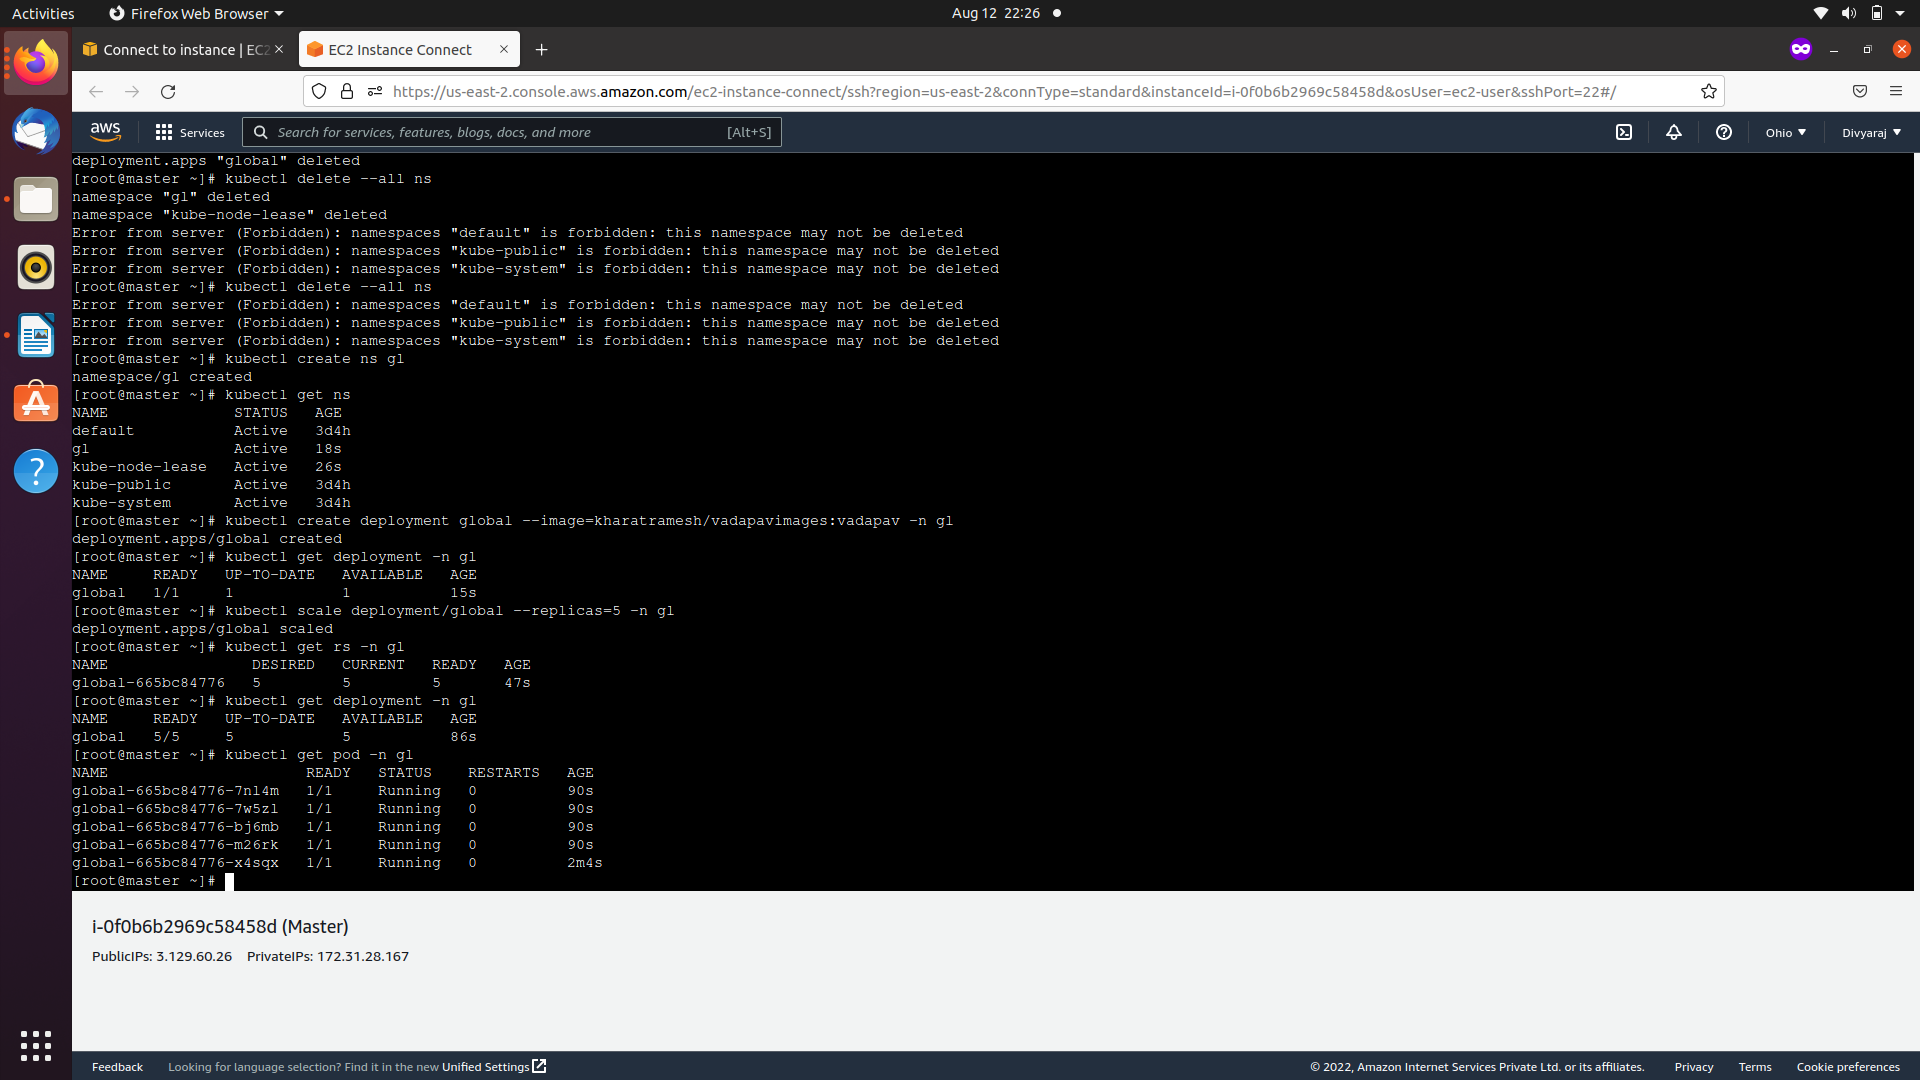 Activities
Firefox Web Browser
Aug 12 22:26
Connect to instance | EC2
EC2 Instance Connect
https://us-east-2.console.aws.amazon.com/ec2-instance-connect/ssh?region=us-east-2&connType=standard&instanceId=i-0f0b6b2969c58458d&osUser=ec2-user&sshPort=22#/
aws
Services
Search for services, features, blogs, docs, and more
[Alt+S]
Ohio
Divyaraj
deployment.apps "global" deleted
[root@master ~]# kubectl delete --all ns
namespace "gl" deleted
namespace "kube-node-lease" deleted
Error from server (Forbidden): namespaces "default" is forbidden: this namespace may not be deleted
Error from server (Forbidden): namespaces "kube-public" is forbidden: this namespace may not be deleted
Error from server (Forbidden): namespaces "kube-system" is forbidden: this namespace may not be deleted
[root@master ~]# kubectl delete --all ns
Error from server (Forbidden): namespaces "default" is forbidden: this namespace may not be deleted
Error from server (Forbidden): namespaces "kube-public" is forbidden: this namespace may not be deleted
Error from server (Forbidden): namespaces "kube-system" is forbidden: this namespace may not be deleted
[root@master ~]# kubectl create ns gl
namespace/gl created
[root@master ~]# kubectl get ns
NAME STATUS AGE
default Active 3d4h
gl Active 18s
kube-node-lease Active 26s
kube-public Active 3d4h
kube-system Active 3d4h
[root@master ~]# kubectl create deployment global --image=kharatramesh/vadapavimages:vadapav -n gl
deployment.apps/global created
[root@master ~]# kubectl get deployment -n gl
NAME READY UP-TO-DATE AVAILABLE AGE
global 1/1 1 1 15s
[root@master ~]# kubectl scale deployment/global --replicas=5 -n gl
deployment.apps/global scaled
[root@master ~]# kubectl get rs -n gl
NAME DESIRED CURRENT READY AGE
global-665bc84776 5 5 5 47s
[root@master ~]# kubectl get deployment -n gl
NAME READY UP-TO-DATE AVAILABLE AGE
global 5/5 5 5 86s
[root@master ~]# kubectl get pod -n gl
NAME READY STATUS RESTARTS AGE
global-665bc84776-7nl4m 1/1 Running 0 90s
global-665bc84776-7w5zl 1/1 Running 0 90s
global-665bc84776-bj6mb 1/1 Running 0 90s
global-665bc84776-m26rk 1/1 Running 0 90s
global-665bc84776-x4sqx 1/1 Running 0 2m4s
[root@master ~]#
i-0f0b6b2969c58458d (Master)
PublicIPs: 3.129.60.26 PrivateIPs: 172.31.28.167
Feedback
Looking for language selection? Find it in the new Unified Settings
© 2022, Amazon Internet Services Private Ltd. or its affiliates.
Privacy
Terms
Cookie preferences